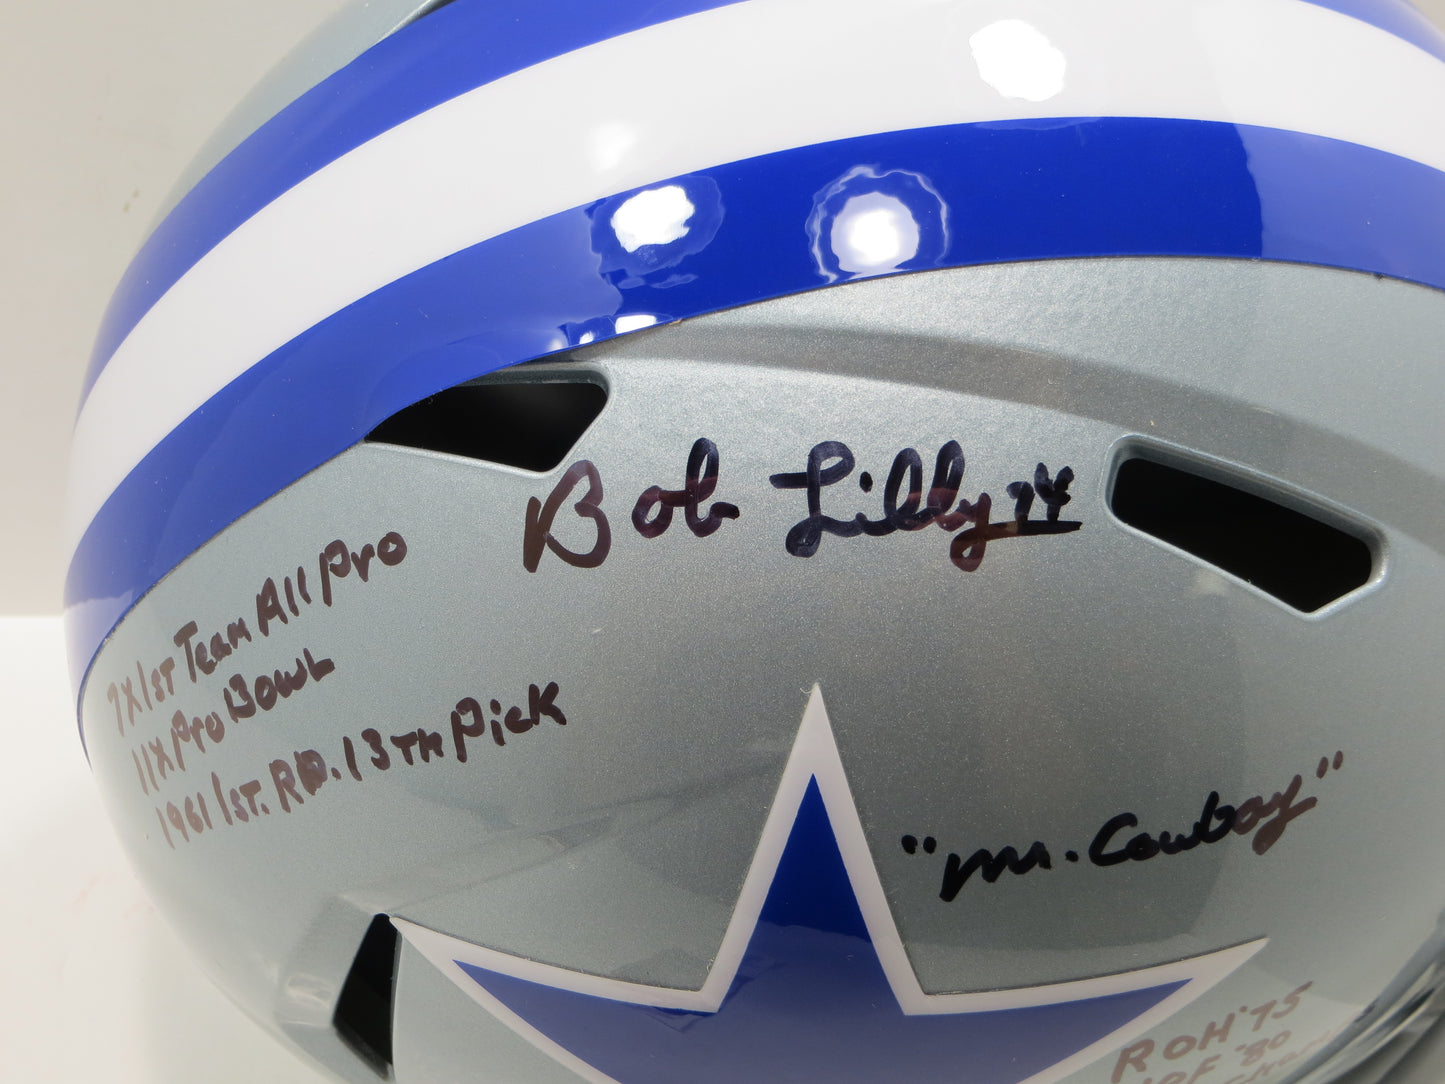 Bob Lilly 74
7X 1st Team All Pro
11X Pro Bowl
1961 1st. RD. 13th Pick
"Mr. Cowboy"
ROH '75
HOF '80